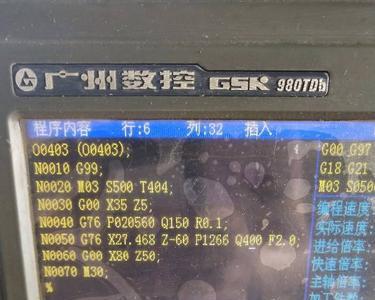 广州数控 GSK 980TDb
程序内容 行:6 列:32 插入
O0403 (O0403);
N0010 G99;
N0020 M03 S500 T404;
N0030 G00 X35 Z5;
N0040 G76 P020560 Q150 R0.1;
N0050 G76 X27.468 Z-60 P1266 Q400 F2.0;
N0060 G00 X80 Z50;
N0070 M30;
%
G00 G97
G18 G21
M03 S050
编程速度:
实际速度:
进给倍率:
快速倍率:
主轴倍率: